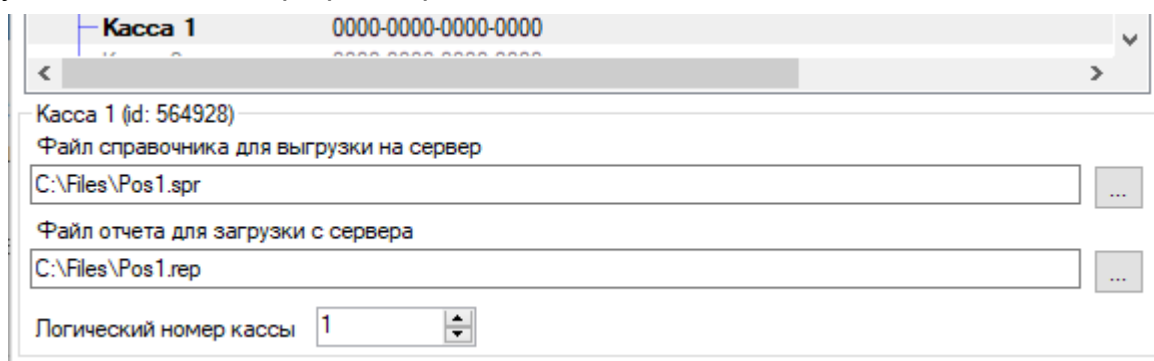 Касса 1 0000-0000-0000-0000
Касса 1 (id: 564928)
Файл справочника для выгрузки на сервер
C:\Files\Pos1.spr
...
Файл отчета для загрузки с сервера
C:\Files\Pos1.rep
...
Логический номер кассы 1